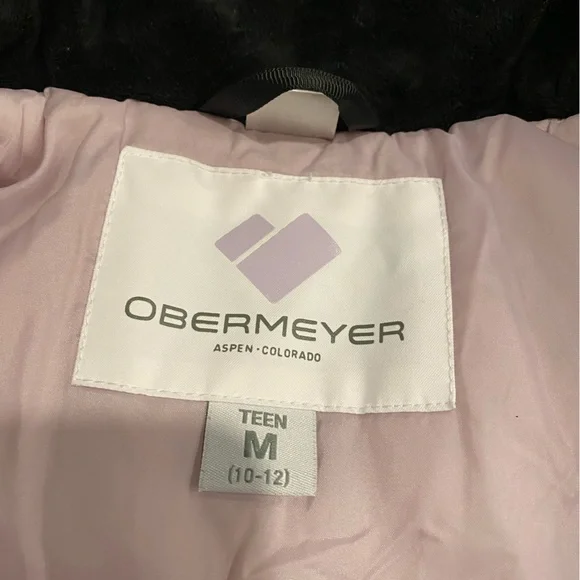 OBERMEYER
ASPEN · COLORADO
TEEN
M
(10-12)